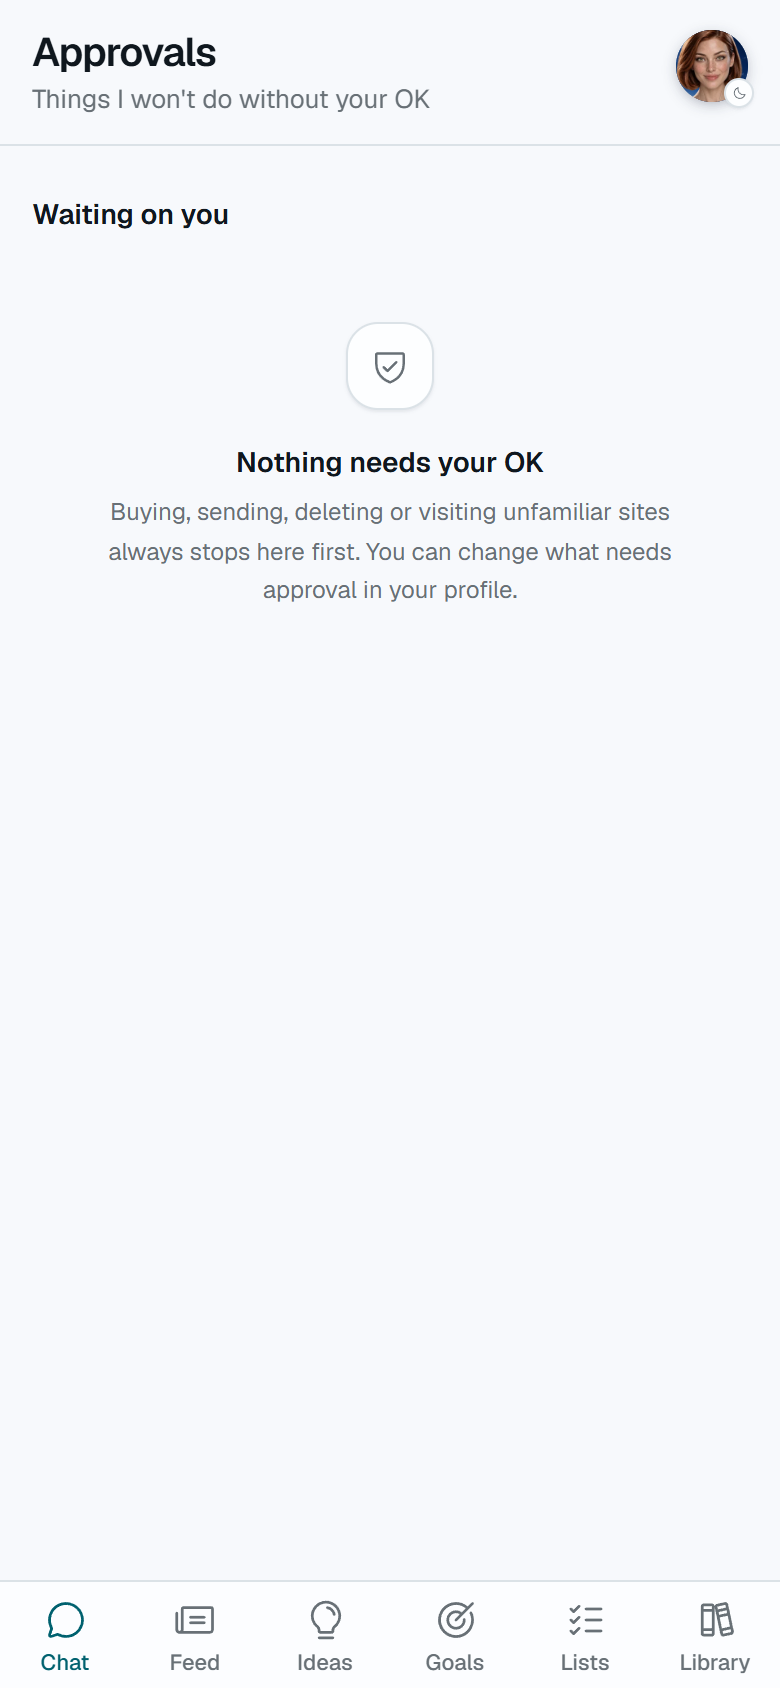 Approvals
Things I won't do without your OK
Waiting on you
Nothing needs your OK
Buying, sending, deleting or visiting unfamiliar sites
always stops here first. You can change what needs
approval in your profile.
Chat
Feed
Ideas
Goals
Lists
Library